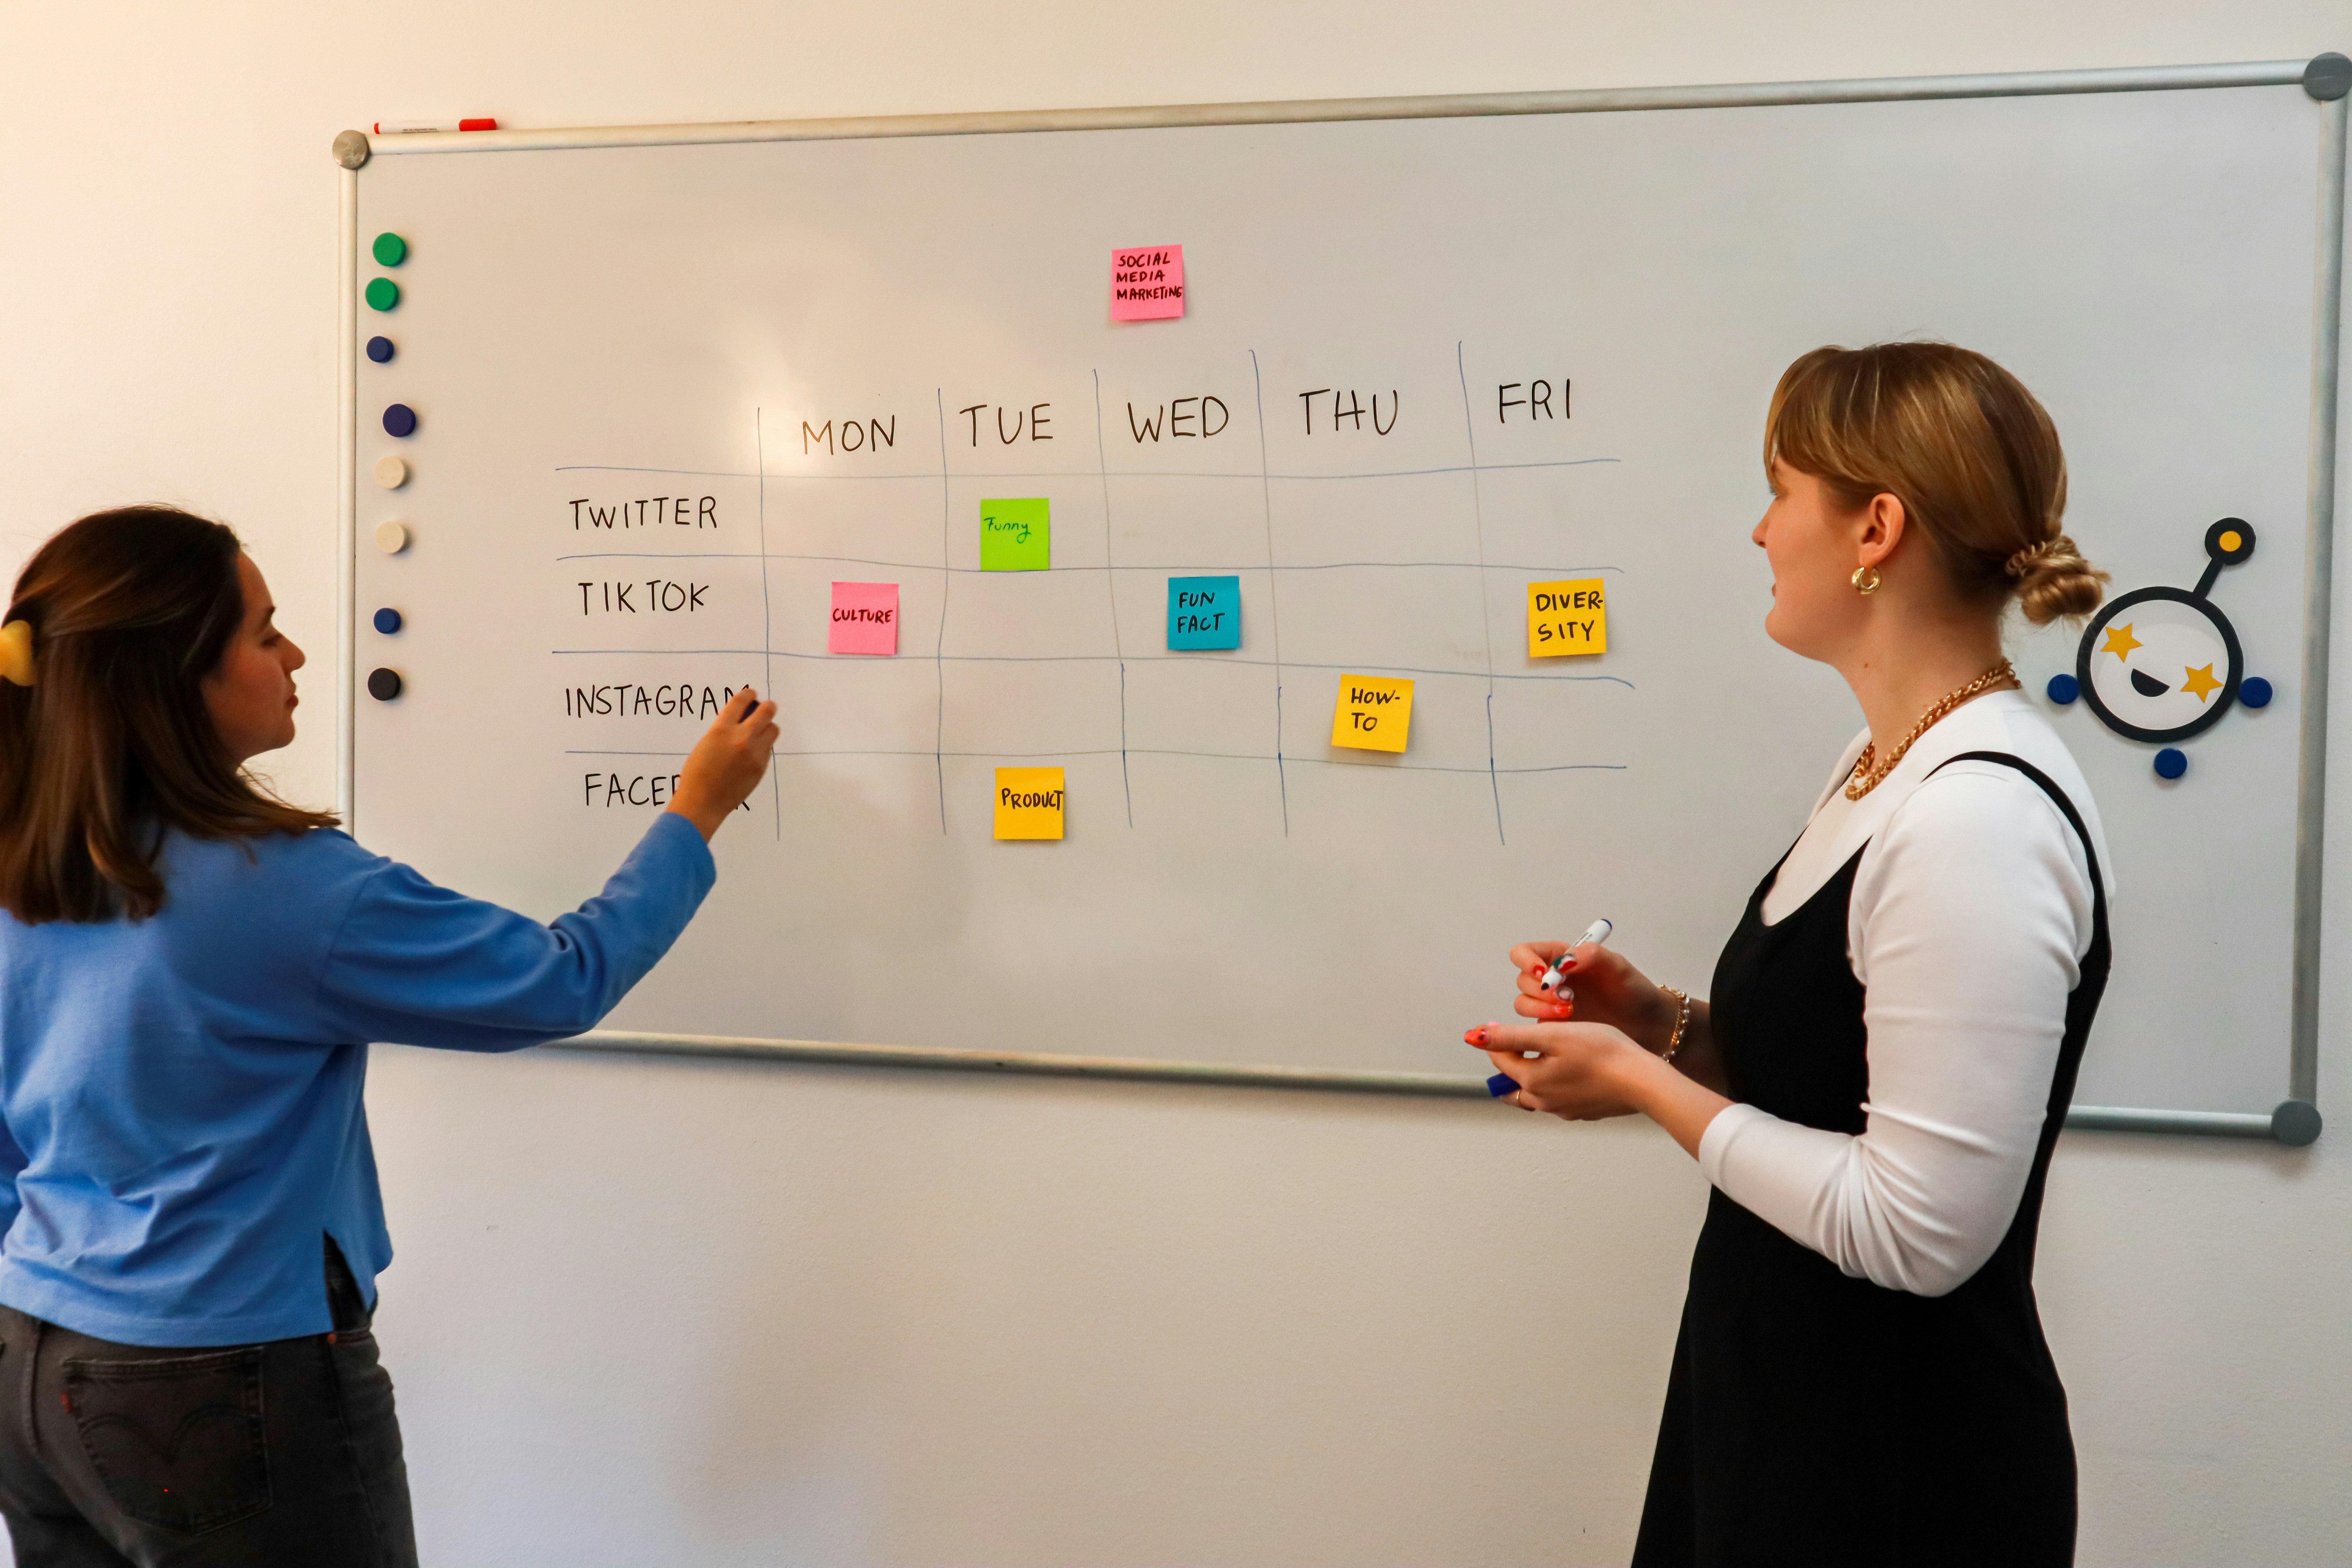 SOCIAL
MEDIA
MARKETING
MON TUE WED THU FRI
TWITTER
Funny
TIKTOK
CULTURE
FUN
FACT
DIVER-
SITY
INSTAGRAM
HOW-
TO
PRODUCT